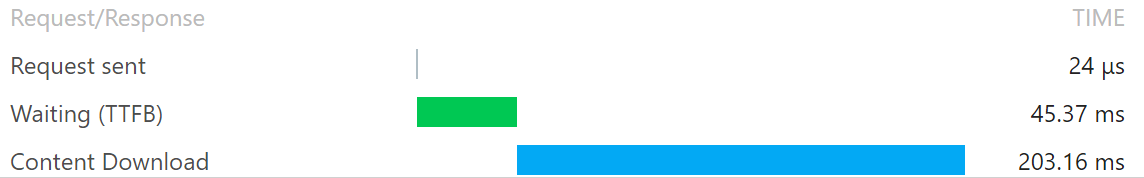 Request/Response TIME
Request sent 24 μs
Waiting (TTFB) 45.37 ms
Content Download 203.16 ms